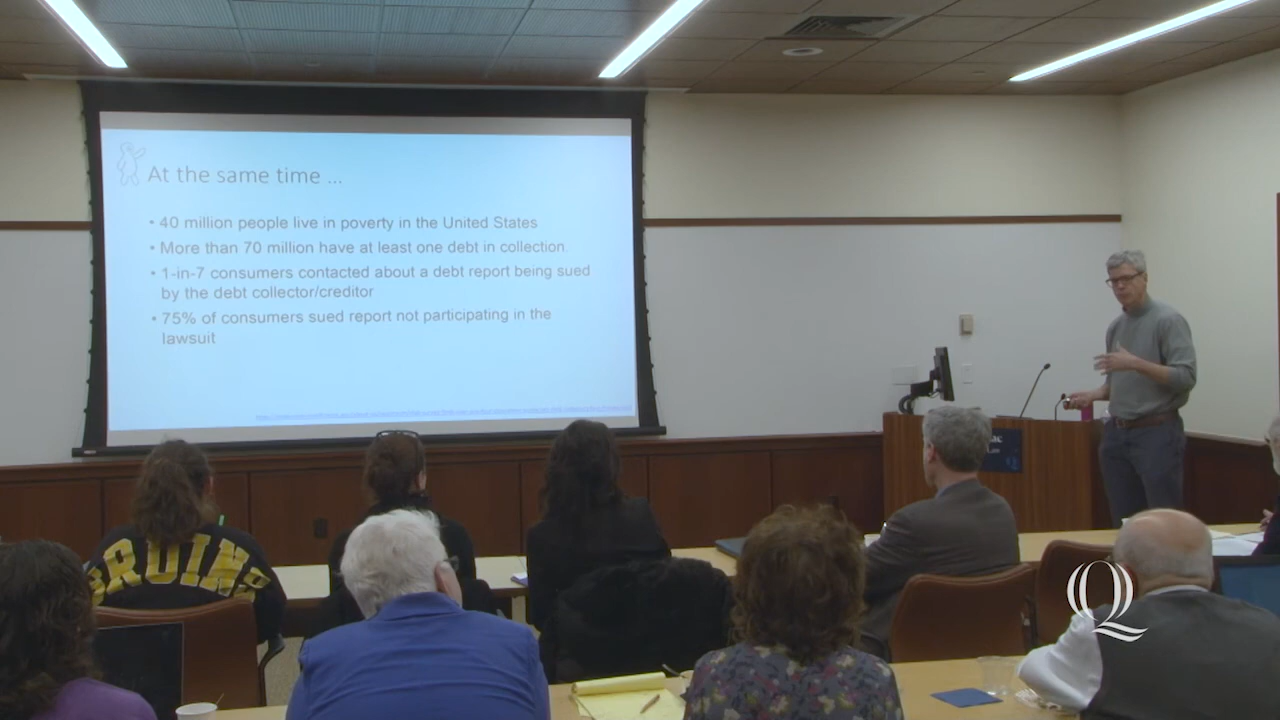 At the same time ...
• 40 million people live in poverty in the United States
• More than 70 million have at least one debt in collection.
• 1-in-7 consumers contacted about a debt report being sued
by the debt collector/creditor
• 75% of consumers sued report not participating in the
lawsuit
BRUINS
Q